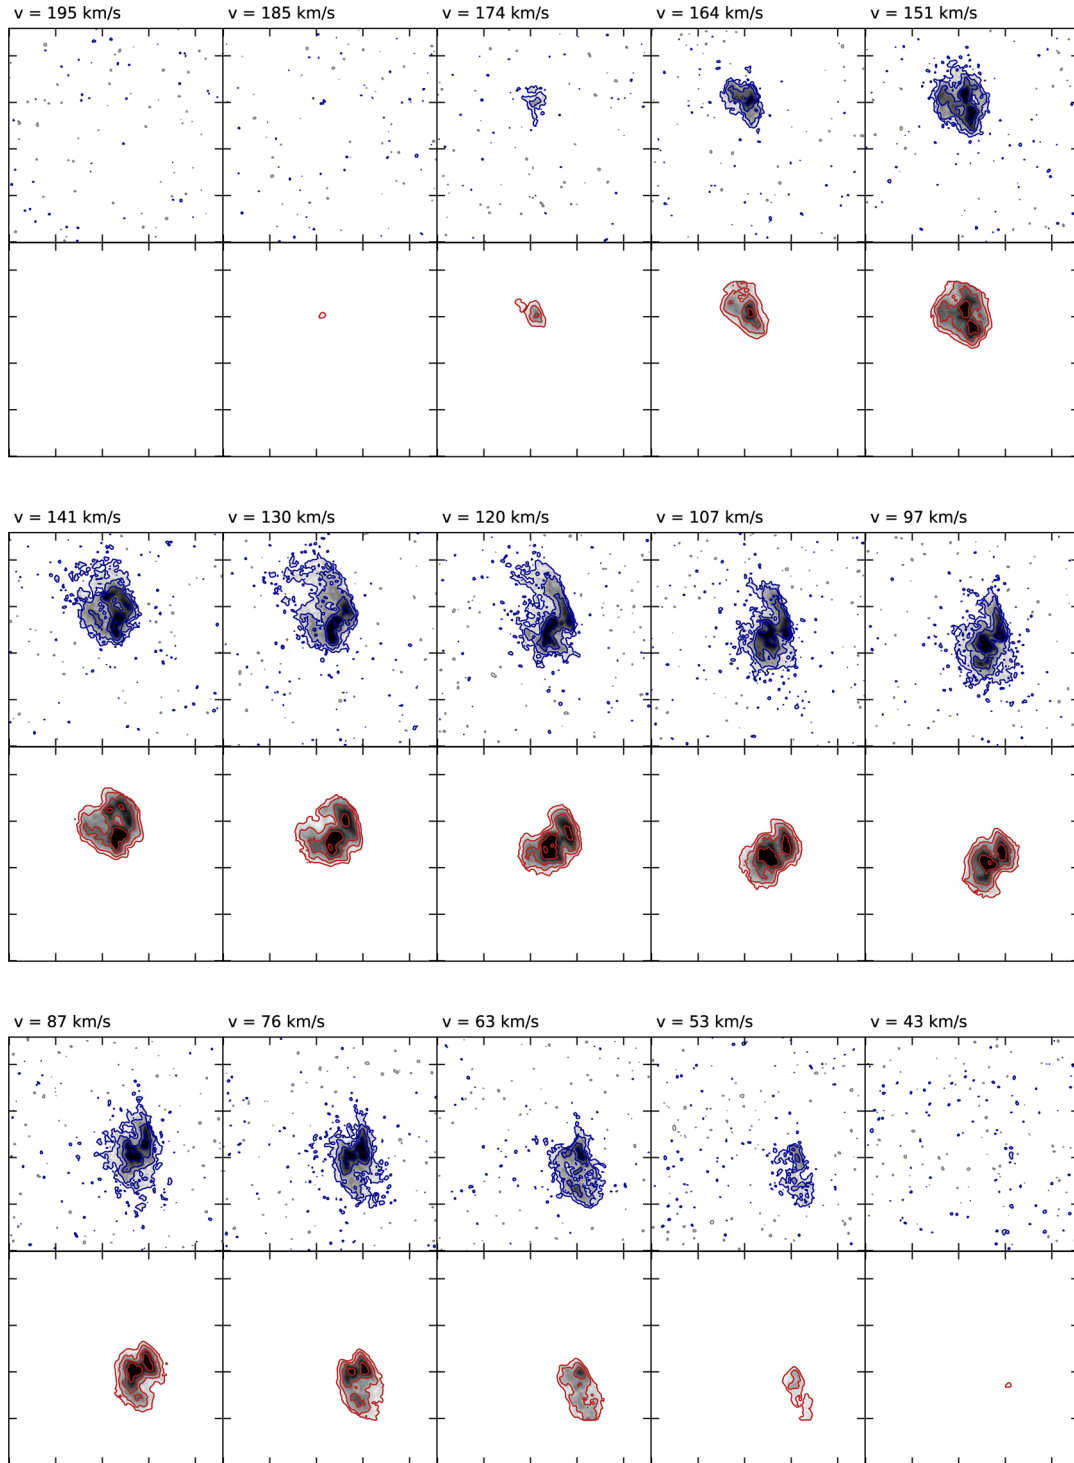 v = 195 km/s
v = 185 km/s
v = 174 km/s
v = 164 km/s
v = 151 km/s
v = 141 km/s
v = 130 km/s
v = 120 km/s
v = 107 km/s
v = 97 km/s
v = 87 km/s
v = 76 km/s
v = 63 km/s
v = 53 km/s
v = 43 km/s